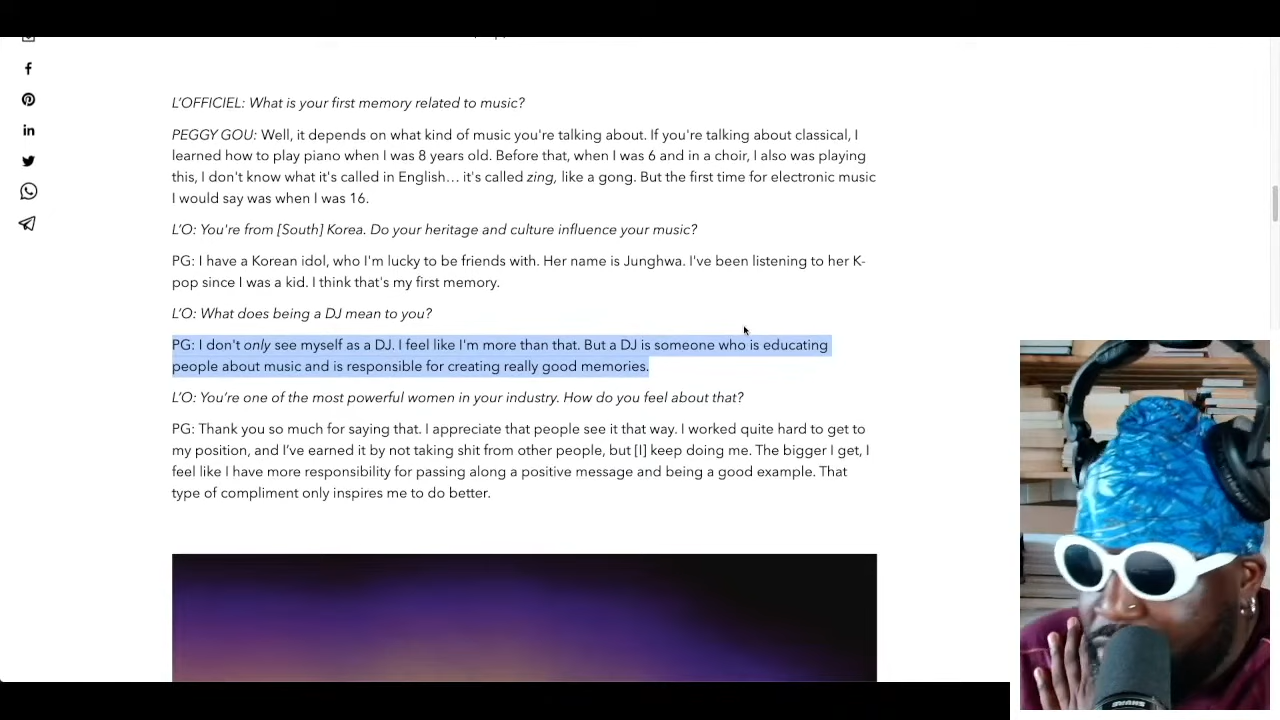 L'OFFICIEL: What is your first memory related to music?
PEGGY GOU: Well, it depends on what kind of music you're talking about. If you're talking about classical, I
learned how to play piano when I was 8 years old. Before that, when I was 6 and in a choir, I also was playing
this, I don't know what it's called in English… it's called zing, like a gong. But the first time for electronic music
I would say was when I was 16.
L'O: You're from [South] Korea. Do your heritage and culture influence your music?
PG: I have a Korean idol, who I'm lucky to be friends with. Her name is Junghwa. I've been listening to her K-
pop since I was a kid. I think that's my first memory.
L'O: What does being a DJ mean to you?
PG: I don't only see myself as a DJ. I feel like I'm more than that. But a DJ is someone who is educating
people about music and is responsible for creating really good memories.
L'O: You’re one of the most powerful women in your industry. How do you feel about that?
PG: Thank you so much for saying that. I appreciate that people see it that way. I worked quite hard to get to
my position, and I’ve earned it by not taking shit from other people, but [I] keep doing me. The bigger I get, I
feel like I have more responsibility for passing along a positive message and being a good example. That
type of compliment only inspires me to do better.
SHURE